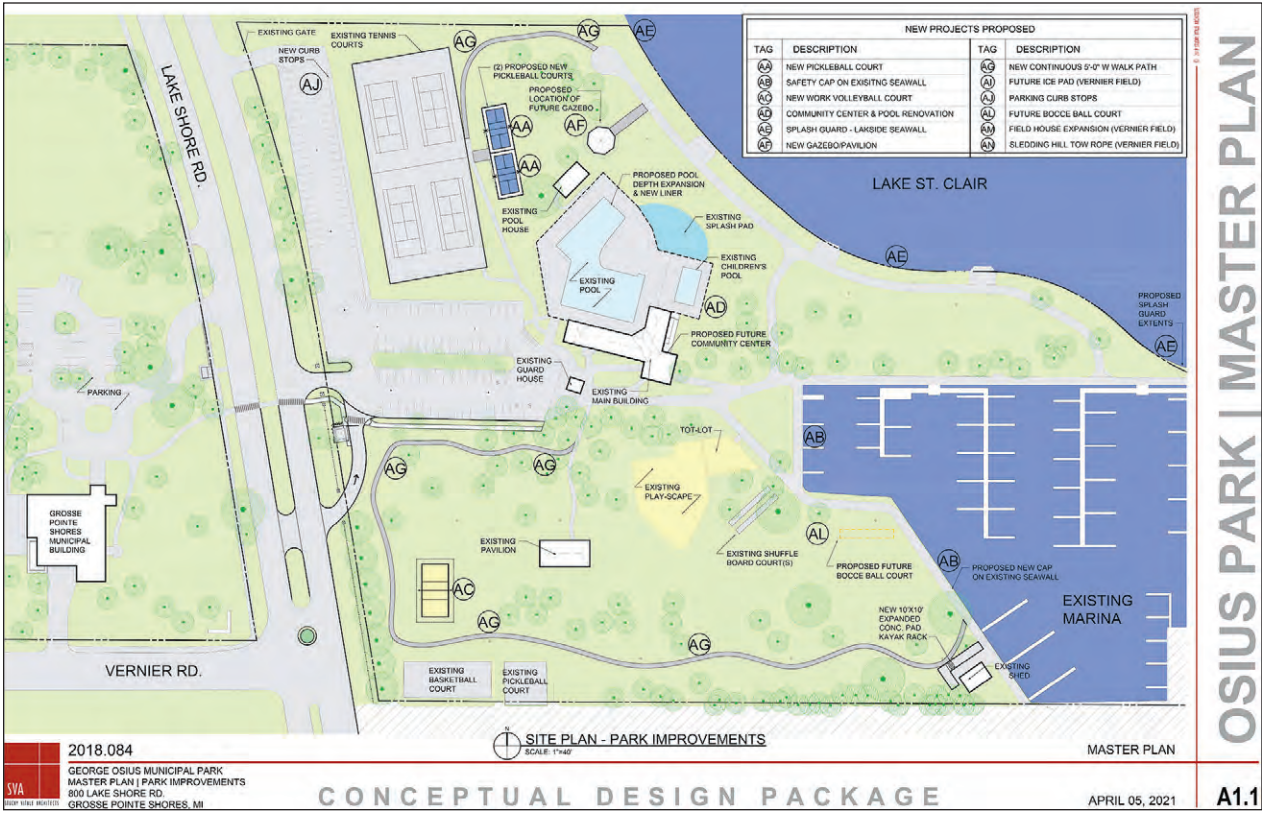 NEW PROJECTS PROPOSED
TAG DESCRIPTION TAG DESCRIPTION
AA NEW PICKLEBALL COURT AG NEW CONTINUOUS 5'-0" W WALK PATH
AB SAFETY CAP ON EXISITNG SEAWALL AI FUTURE ICE PAD (VERNIER FIELD)
AC NEW WORK VOLLEYBALL COURT AJ PARKING CURB STOPS
AD COMMUNITY CENTER & POOL RENOVATION AL FUTURE BOCCE BALL COURT
AE SPLASH GUARD - LAKSIDE SEAWALL AM FIELD HOUSE EXPANSION (VERNIER FIELD)
AF NEW GAZEBO/PAVILION AN SLEDDING HILL TOW ROPE (VERNIER FIELD)
EXISTING GATE
EXISTING TENNIS
COURTS
NEW CURB
STOPS
AJ
AG
AG
AE
(2) PROPOSED NEW
PICKLEBALL COURTS
PROPOSED
LOCATION OF
FUTURE GAZEBO
AF
AA
AA
LAKE SHORE RD.
EXISTING
POOL
HOUSE
PROPOSED POOL
DEPTH EXPANSION
& NEW LINER
EXISTING
SPLASH PAD
EXISTING
CHILDREN'S
POOL
EXISTING
POOL
AD
PROPOSED FUTURE
COMMUNITY CENTER
LAKE ST. CLAIR
AE
PROPOSED
SPLASH
GUARD
EXTENTS
AE
EXISTING
GUARD
HOUSE
EXISTING
MAIN BUILDING
PARKING
TOT-LOT
AB
AG
AG
EXISTING
PLAY-SCAPE
GROSSE
POINTE
SHORES
MUNICIPAL
BUILDING
EXISTING
PAVILION
EXISTING SHUFFLE
BOARD COURT(S)
AL
PROPOSED FUTURE
BOCCE BALL COURT
AB
PROPOSED NEW CAP
ON EXISTING SEAWALL
AC
AG
AG
NEW 10'X10'
EXPANDED
CONC. PAD
KAYAK RACK
EXISTING
MARINA
EXISTING
SHED
VERNIER RD.
EXISTING
BASKETBALL
COURT
EXISTING
PICKLEBALL
COURT
N
SITE PLAN - PARK IMPROVEMENTS
SCALE: 1"=40'
MASTER PLAN
SVA
2018.084
GEORGE OSIUS MUNICIPAL PARK
MASTER PLAN | PARK IMPROVEMENTS
800 LAKE SHORE RD.
GROSSE POINTE SHORES, MI
CONCEPTUAL DESIGN PACKAGE
APRIL 05, 2021
A1.1
OSIUS PARK | MASTER PLAN